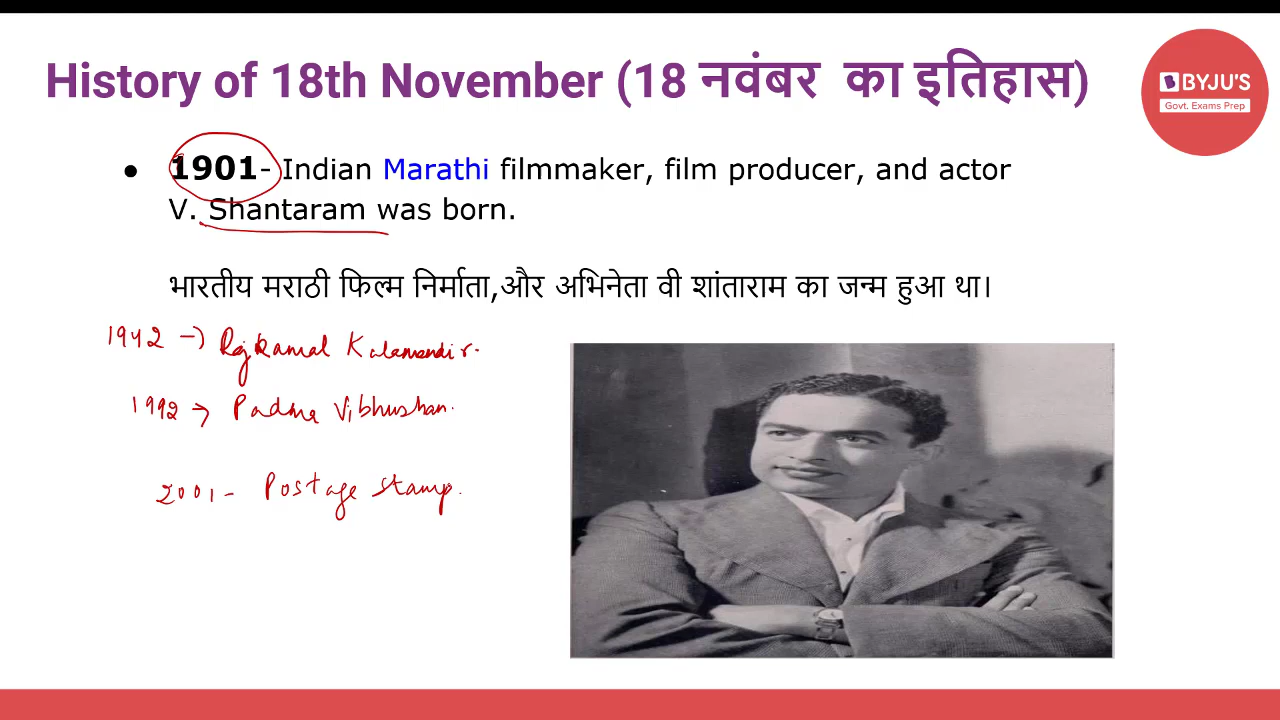 History of 18th November (18 नवंबर का इतिहास)
BYJU'S
Govt. Exams Prep
• 1901- Indian Marathi filmmaker, film producer, and actor
V. Shantaram was born.
भारतीय मराठी फिल्म निर्माता,और अभिनेता वी शांताराम का जन्म हुआ था।
1942 → Rajkamal Kalamandir.
1992 → Padma Vibhushan.
2001- Postage stamp.